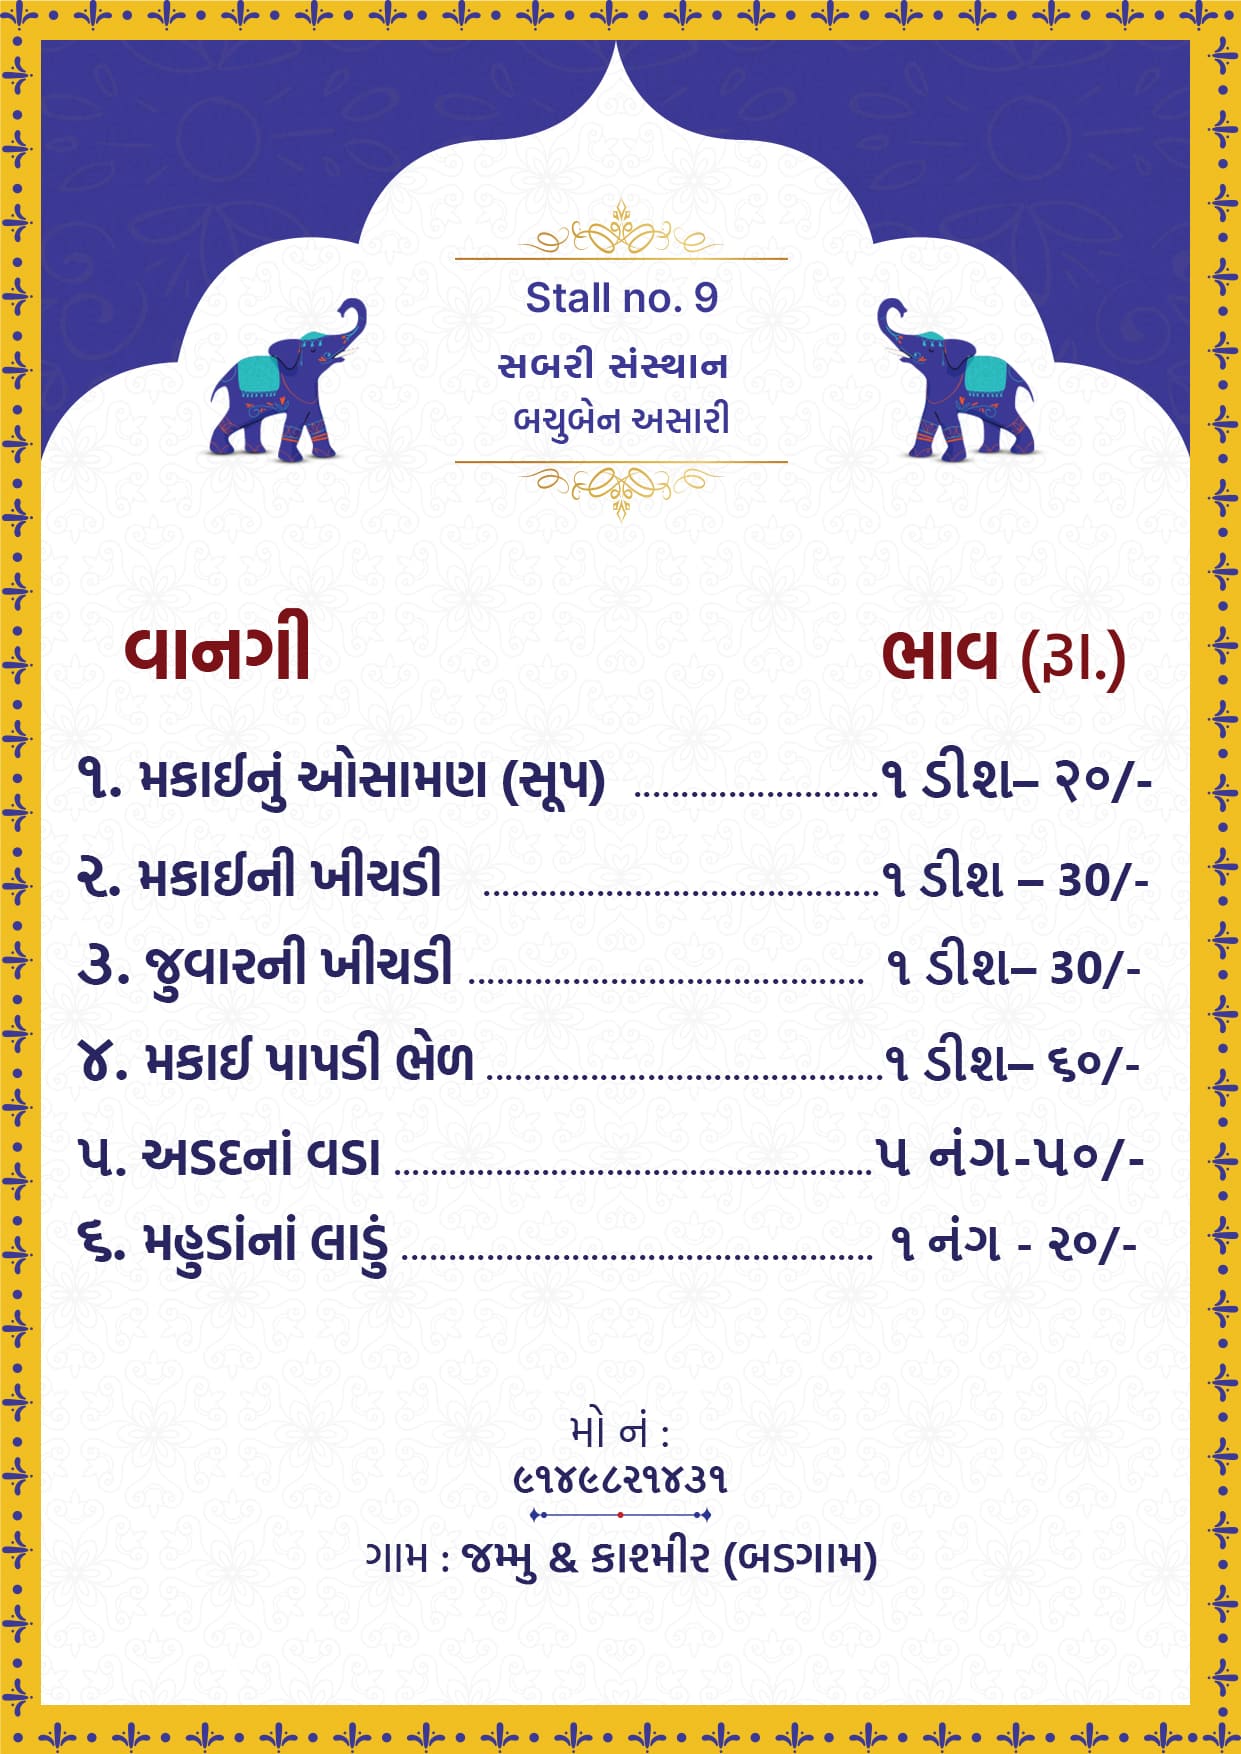 Stall no. 9
સબરી સંસ્થાન
બચુબેન અસારી
વાનગી ભાવ (રૂા.)
૧. મકાઈનું ઓસામણ (સૂપ) ..........................૧ ડીશ– ૨૦/-
૨. મકાઈની ખીચડી ..........................................૧ ડીશ – 30/-
૩. જુવારની ખીચડી .......................................... ૧ ડીશ– 30/-
૪. મકાઈ પાપડી ભેળ ..........................................૧ ડીશ– ૬૦/-
૫. અડદનાં વડા ..................................................૫ નંગ-૫૦/-
૬. મહુડાંનાં લાડું .................................................. ૧ નંગ - ૨૦/-
મો નં :
૯૧૪૯૮૨૧૪૩૧
ગામ : જમ્મુ & કાશ્મીર (બડગામ)